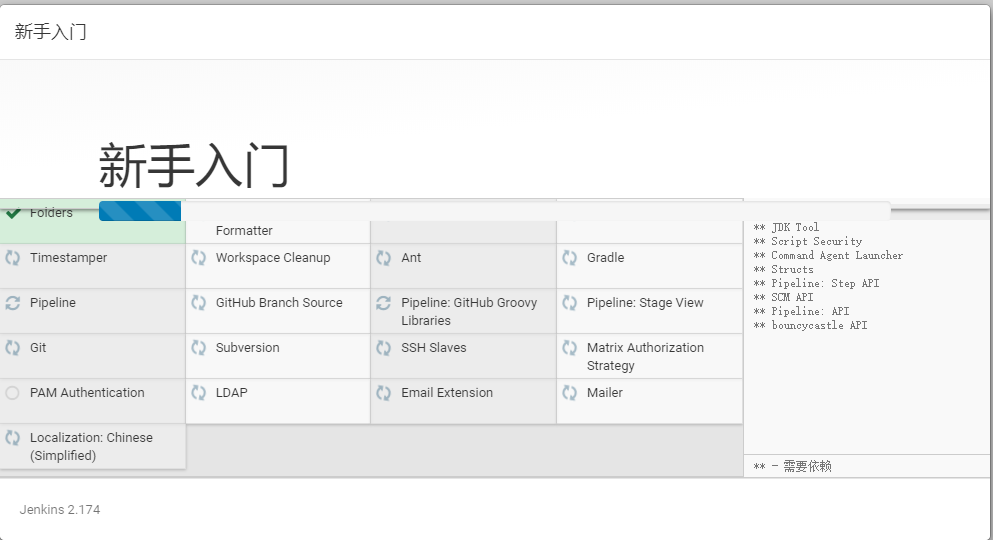 新手入门
新手入门
Folders
Formatter
** JDK Tool
** Script Security
** Command Agent Launcher
** Structs
** Pipeline: Step API
** SCM API
** Pipeline: API
** bouncycastle API
Timestamper
Workspace Cleanup
Ant
Gradle
Pipeline
GitHub Branch Source
Pipeline: GitHub Groovy
Libraries
Pipeline: Stage View
Git
Subversion
SSH Slaves
Matrix Authorization
Strategy
PAM Authentication
LDAP
Email Extension
Mailer
Localization: Chinese
(Simplified)
** - 需要依赖
Jenkins 2.174